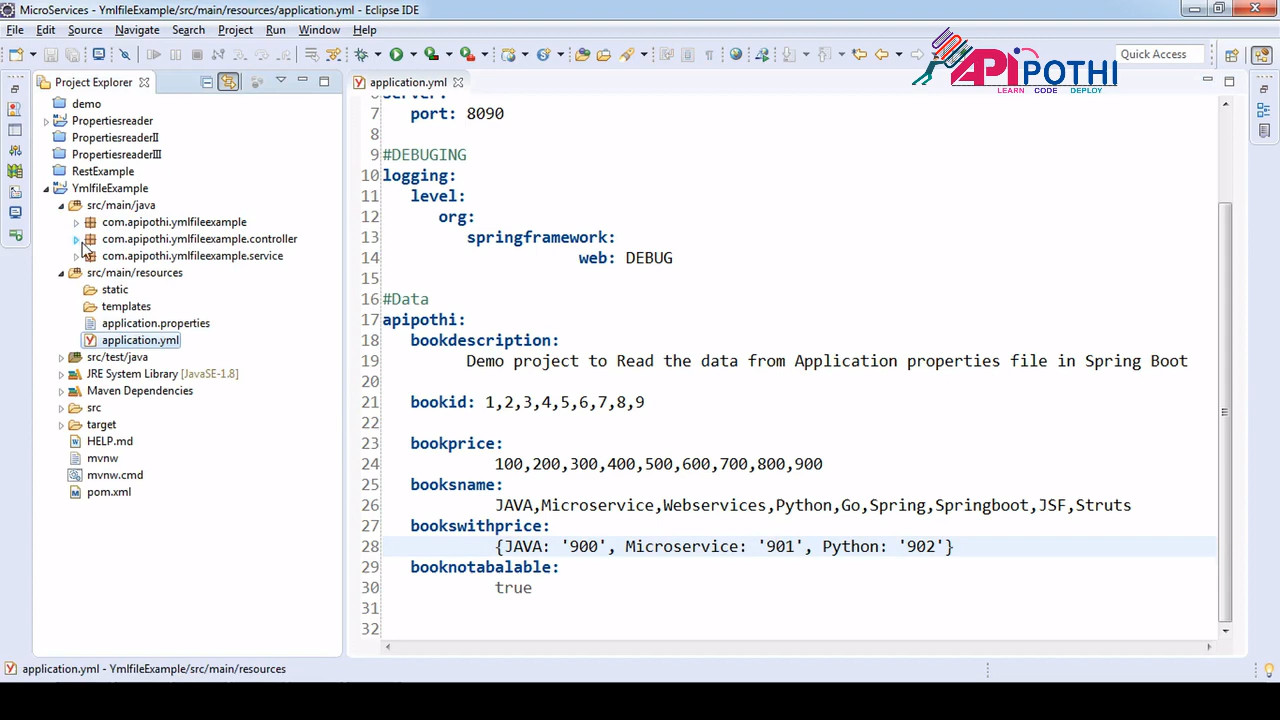 MicroServices - YmlfileExample/src/main/resources/application.yml - Eclipse IDE
File Edit Source Navigate Search Project Run Window Help
Quick Access
APIPOTHI
LEARN CODE DEPLOY
Project Explorer
demo
Propertiesreader
PropertiesreaderII
PropertiesreaderIII
RestExample
YmlfileExample
src/main/java
com.apipothi.ymlfileexample
com.apipothi.ymlfileexample.controller
com.apipothi.ymlfileexample.service
src/main/resources
static
templates
application.properties
application.yml
src/test/java
JRE System Library [JavaSE-1.8]
Maven Dependencies
src
target
HELP.md
mvnw
mvnw.cmd
pom.xml
application.yml
6 server:
7 port: 8090
8
9 #DEBUGING
10 logging:
11 level:
12 org:
13 springframework:
14 web: DEBUG
15
16 #Data
17 apipothi:
18 bookdescription:
19 Demo project to Read the data from Application properties file in Spring Boot
20
21 bookid: 1,2,3,4,5,6,7,8,9
22
23 bookprice:
24 100,200,300,400,500,600,700,800,900
25 booksname:
26 JAVA,Microservice,Webservices,Python,Go,Spring,Springboot,JSF,Struts
27 bookswithprice:
28 {JAVA: '900', Microservice: '901', Python: '902'}
29 booknotabalable:
30 true
31
32
application.yml - YmlfileExample/src/main/resources